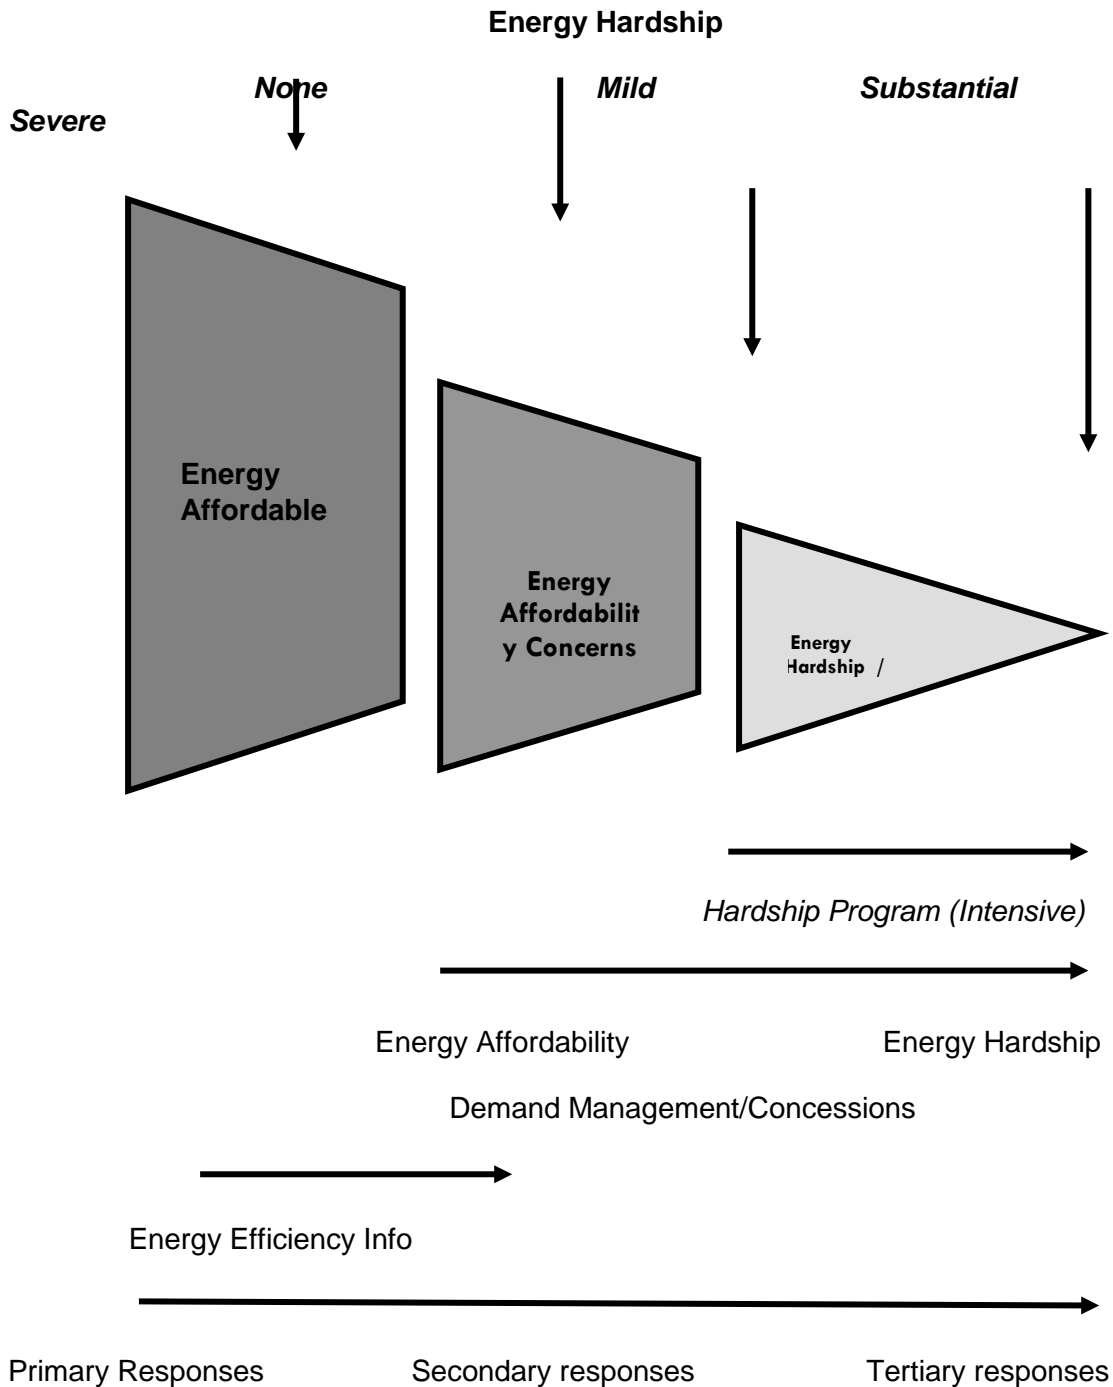 Energy Hardship
None Mild Substantial
Severe
Energy
Affordable
Energy
Affordabilit
y Concerns
Energy
Hardship /
Hardship Program (Intensive)
Energy Affordability Energy Hardship
Demand Management/Concessions
Energy Efficiency Info
Primary Responses Secondary responses Tertiary responses